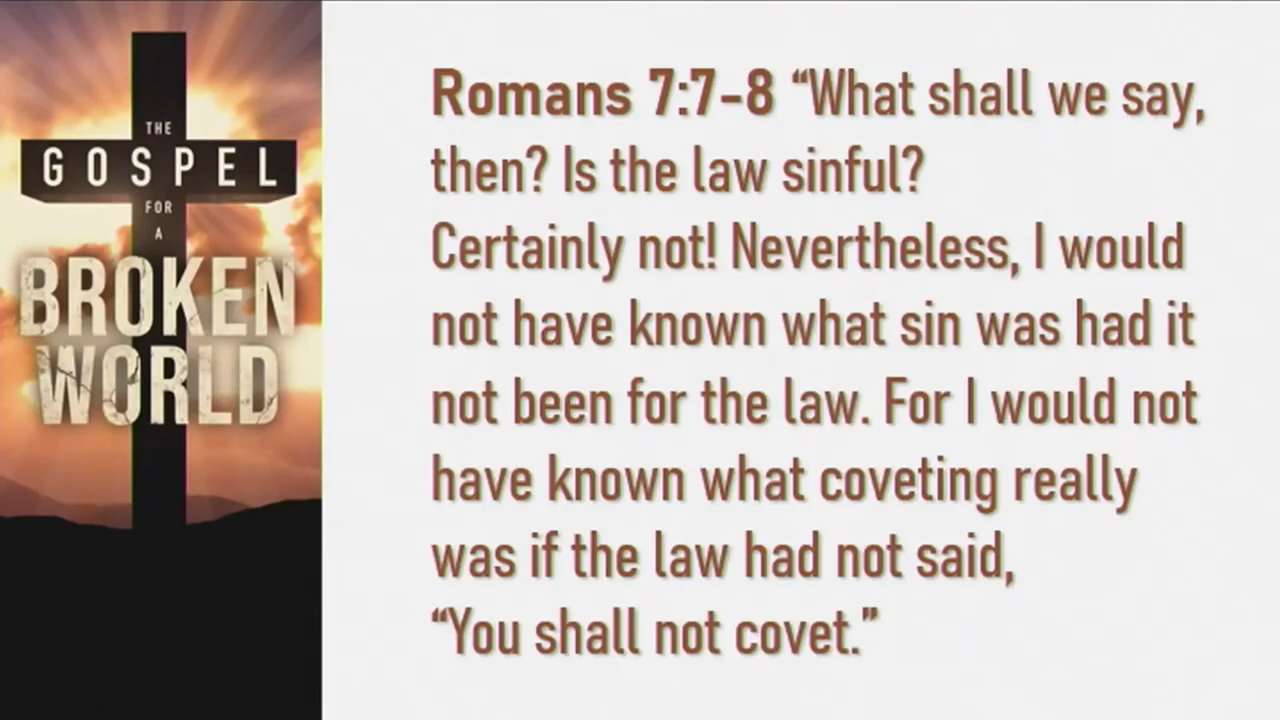 THE
GOSPEL
FOR
A
BROKEN
WORLD
Romans 7:7-8 “What shall we say,
then? Is the law sinful?
Certainly not! Nevertheless, I would
not have known what sin was had it
not been for the law. For I would not
have known what coveting really
was if the law had not said,
“You shall not covet.”